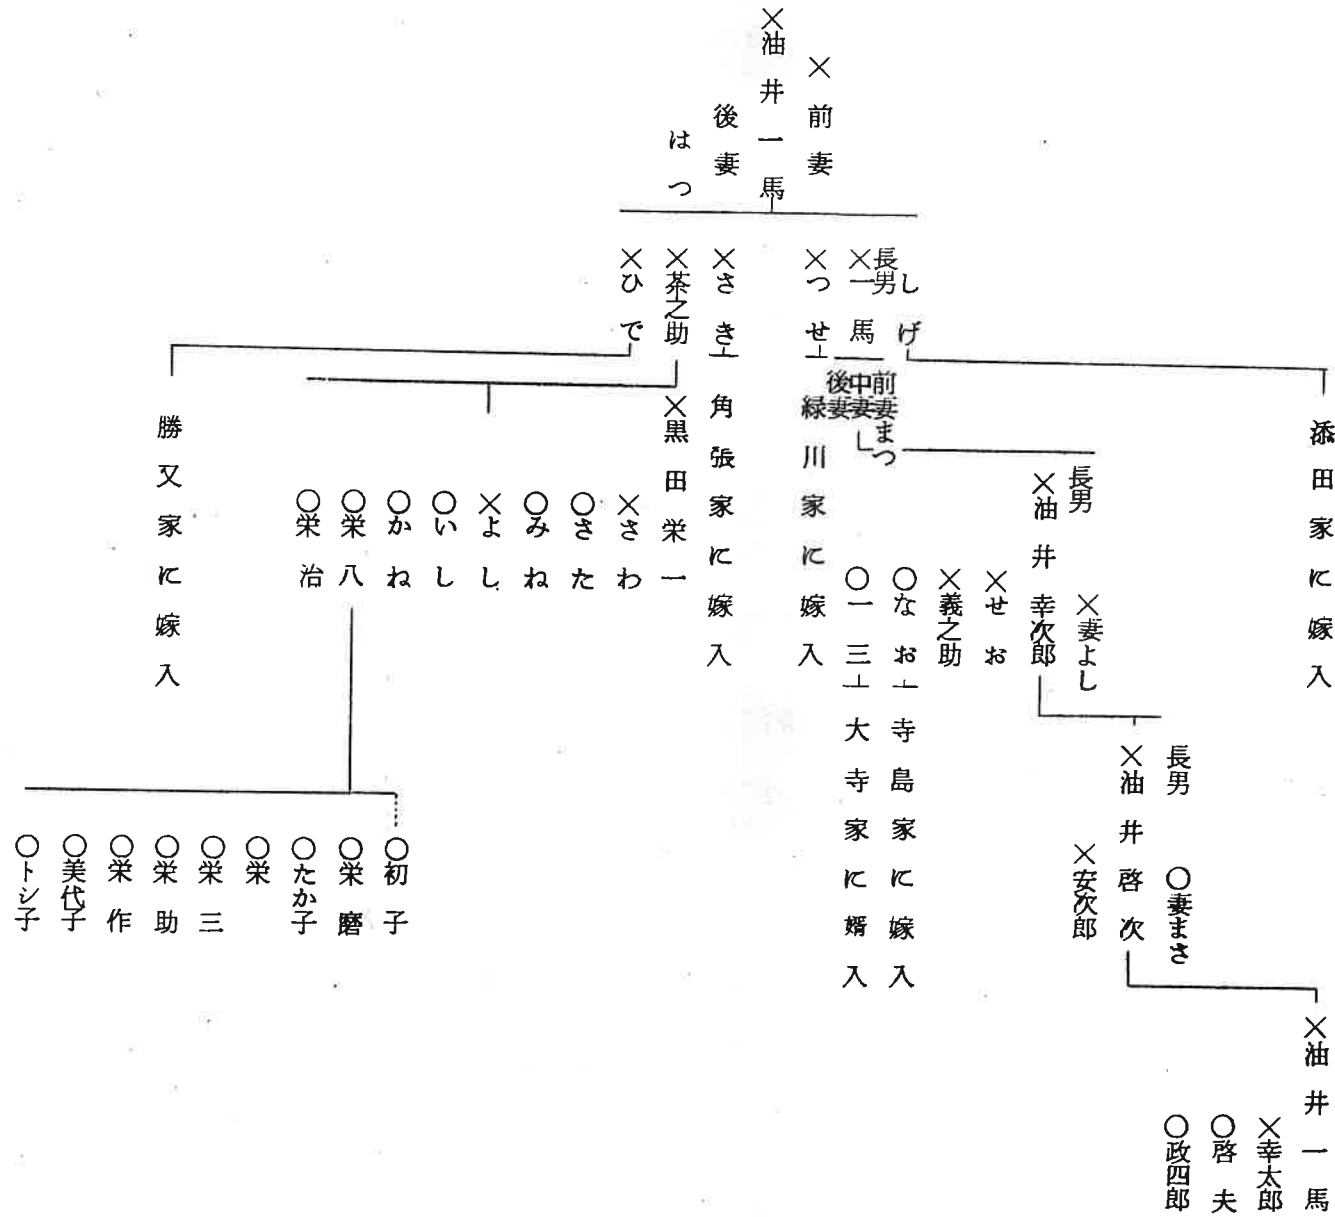 ×前妻
×油井一馬
後妻
はつ
しげ
長男
×一馬
×つせ
×さき
×茶之助
×ひで
添田家に嫁入
前妻まつ
中妻
後妻
緑川家に嫁入
角張家に嫁入
勝又家に嫁入
長男
×妻よし
×油井幸次郎
×せお
×義之助
○なお
寺島家に嫁入
○一三
大寺家に婿入
×黒田栄一
×さわ
○さた
○みね
×よし
○いし
○かね
○栄八
○栄治
長男
○妻まさ
×油井啓次
×安次郎
×油井一馬
×幸太郎
○啓夫
○政四郎
○初子
○栄磨
○たか子
○栄
○栄三
○栄助
○栄作
○美代子
○トシ子